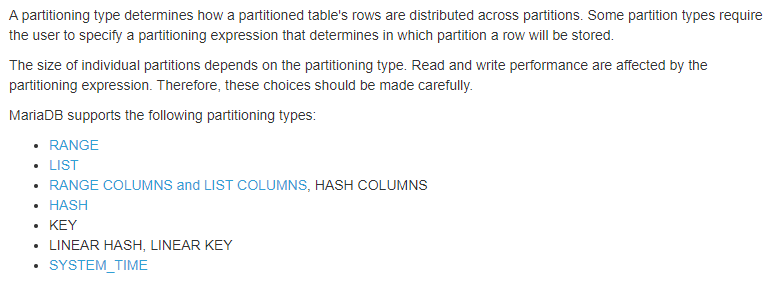 A partitioning type determines how a partitioned table's rows are distributed across partitions. Some partition types require
the user to specify a partitioning expression that determines in which partition a row will be stored.
The size of individual partitions depends on the partitioning type. Read and write performance are affected by the
partitioning expression. Therefore, these choices should be made carefully.
MariaDB supports the following partitioning types:
• RANGE
• LIST
• RANGE COLUMNS and LIST COLUMNS, HASH COLUMNS
• HASH
• KEY
• LINEAR HASH, LINEAR KEY
• SYSTEM_TIME